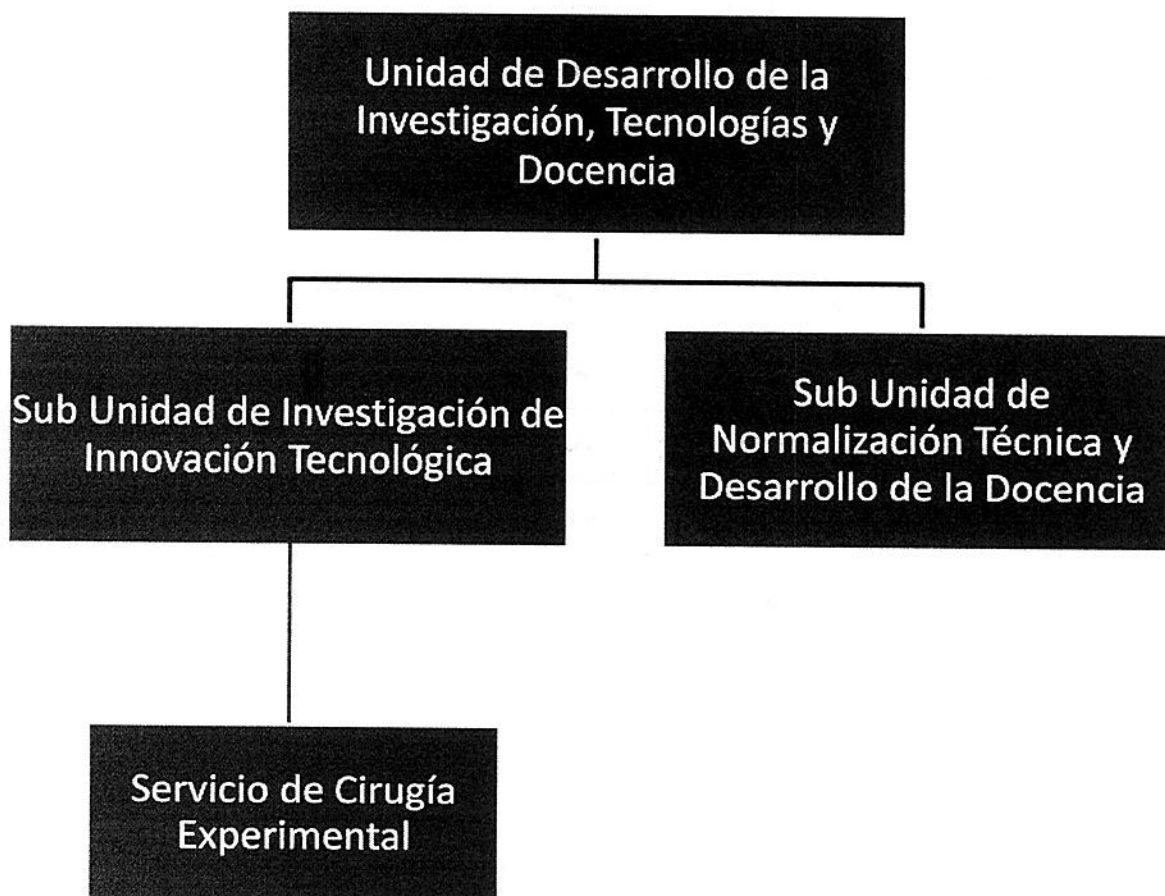 Unidad de Desarrollo de la
Investigación, Tecnologías y
Docencia
Sub Unidad de Investigación de
Innovación Tecnológica
Sub Unidad de
Normalización Técnica y
Desarrollo de la Docencia
Servicio de Cirugía
Experimental